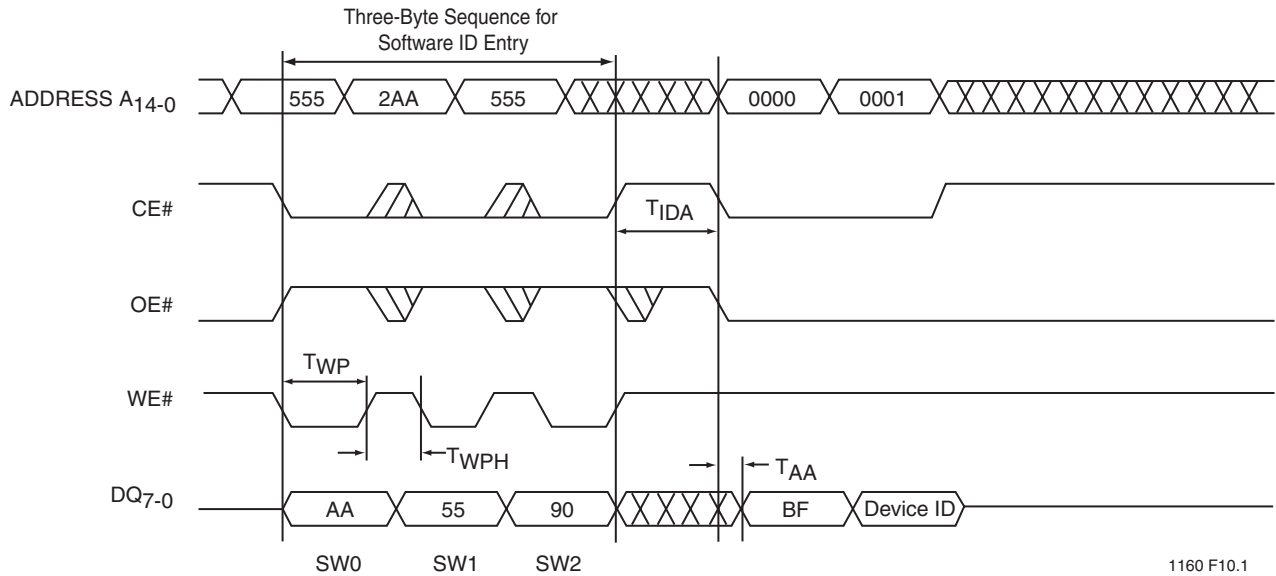 Three-Byte Sequence for
Software ID Entry
ADDRESS A14-0
555 2AA 555 0000 0001
CE#
TIDA
OE#
TWP
WE#
TWPH
TAA
DQ7-0
AA 55 90 BF Device ID
SW0 SW1 SW2
1160 F10.1